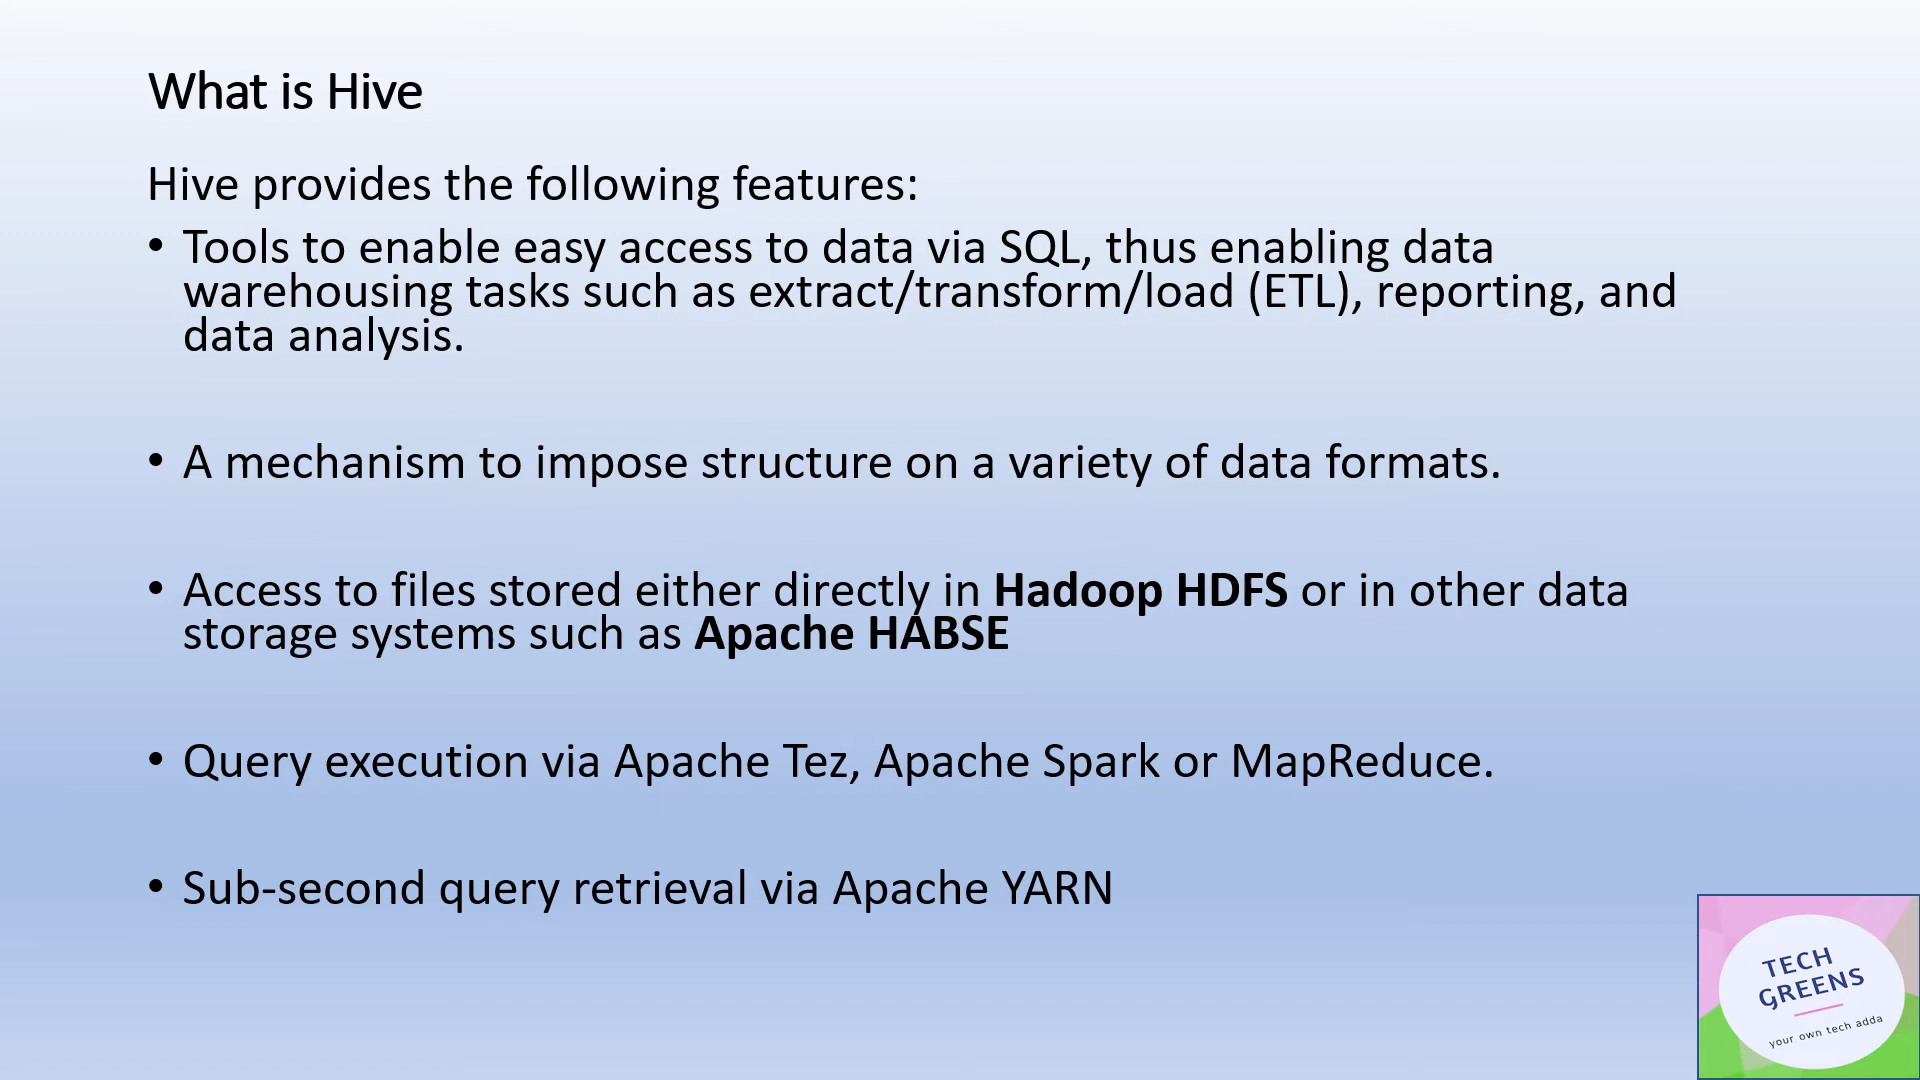 What is Hive
Hive provides the following features:
• Tools to enable easy access to data via SQL, thus enabling data
warehousing tasks such as extract/transform/load (ETL), reporting, and
data analysis.
• A mechanism to impose structure on a variety of data formats.
• Access to files stored either directly in Hadoop HDFS or in other data
storage systems such as Apache HABSE
• Query execution via Apache Tez, Apache Spark or MapReduce.
• Sub-second query retrieval via Apache YARN
TECH
GREENS
your own tech adda